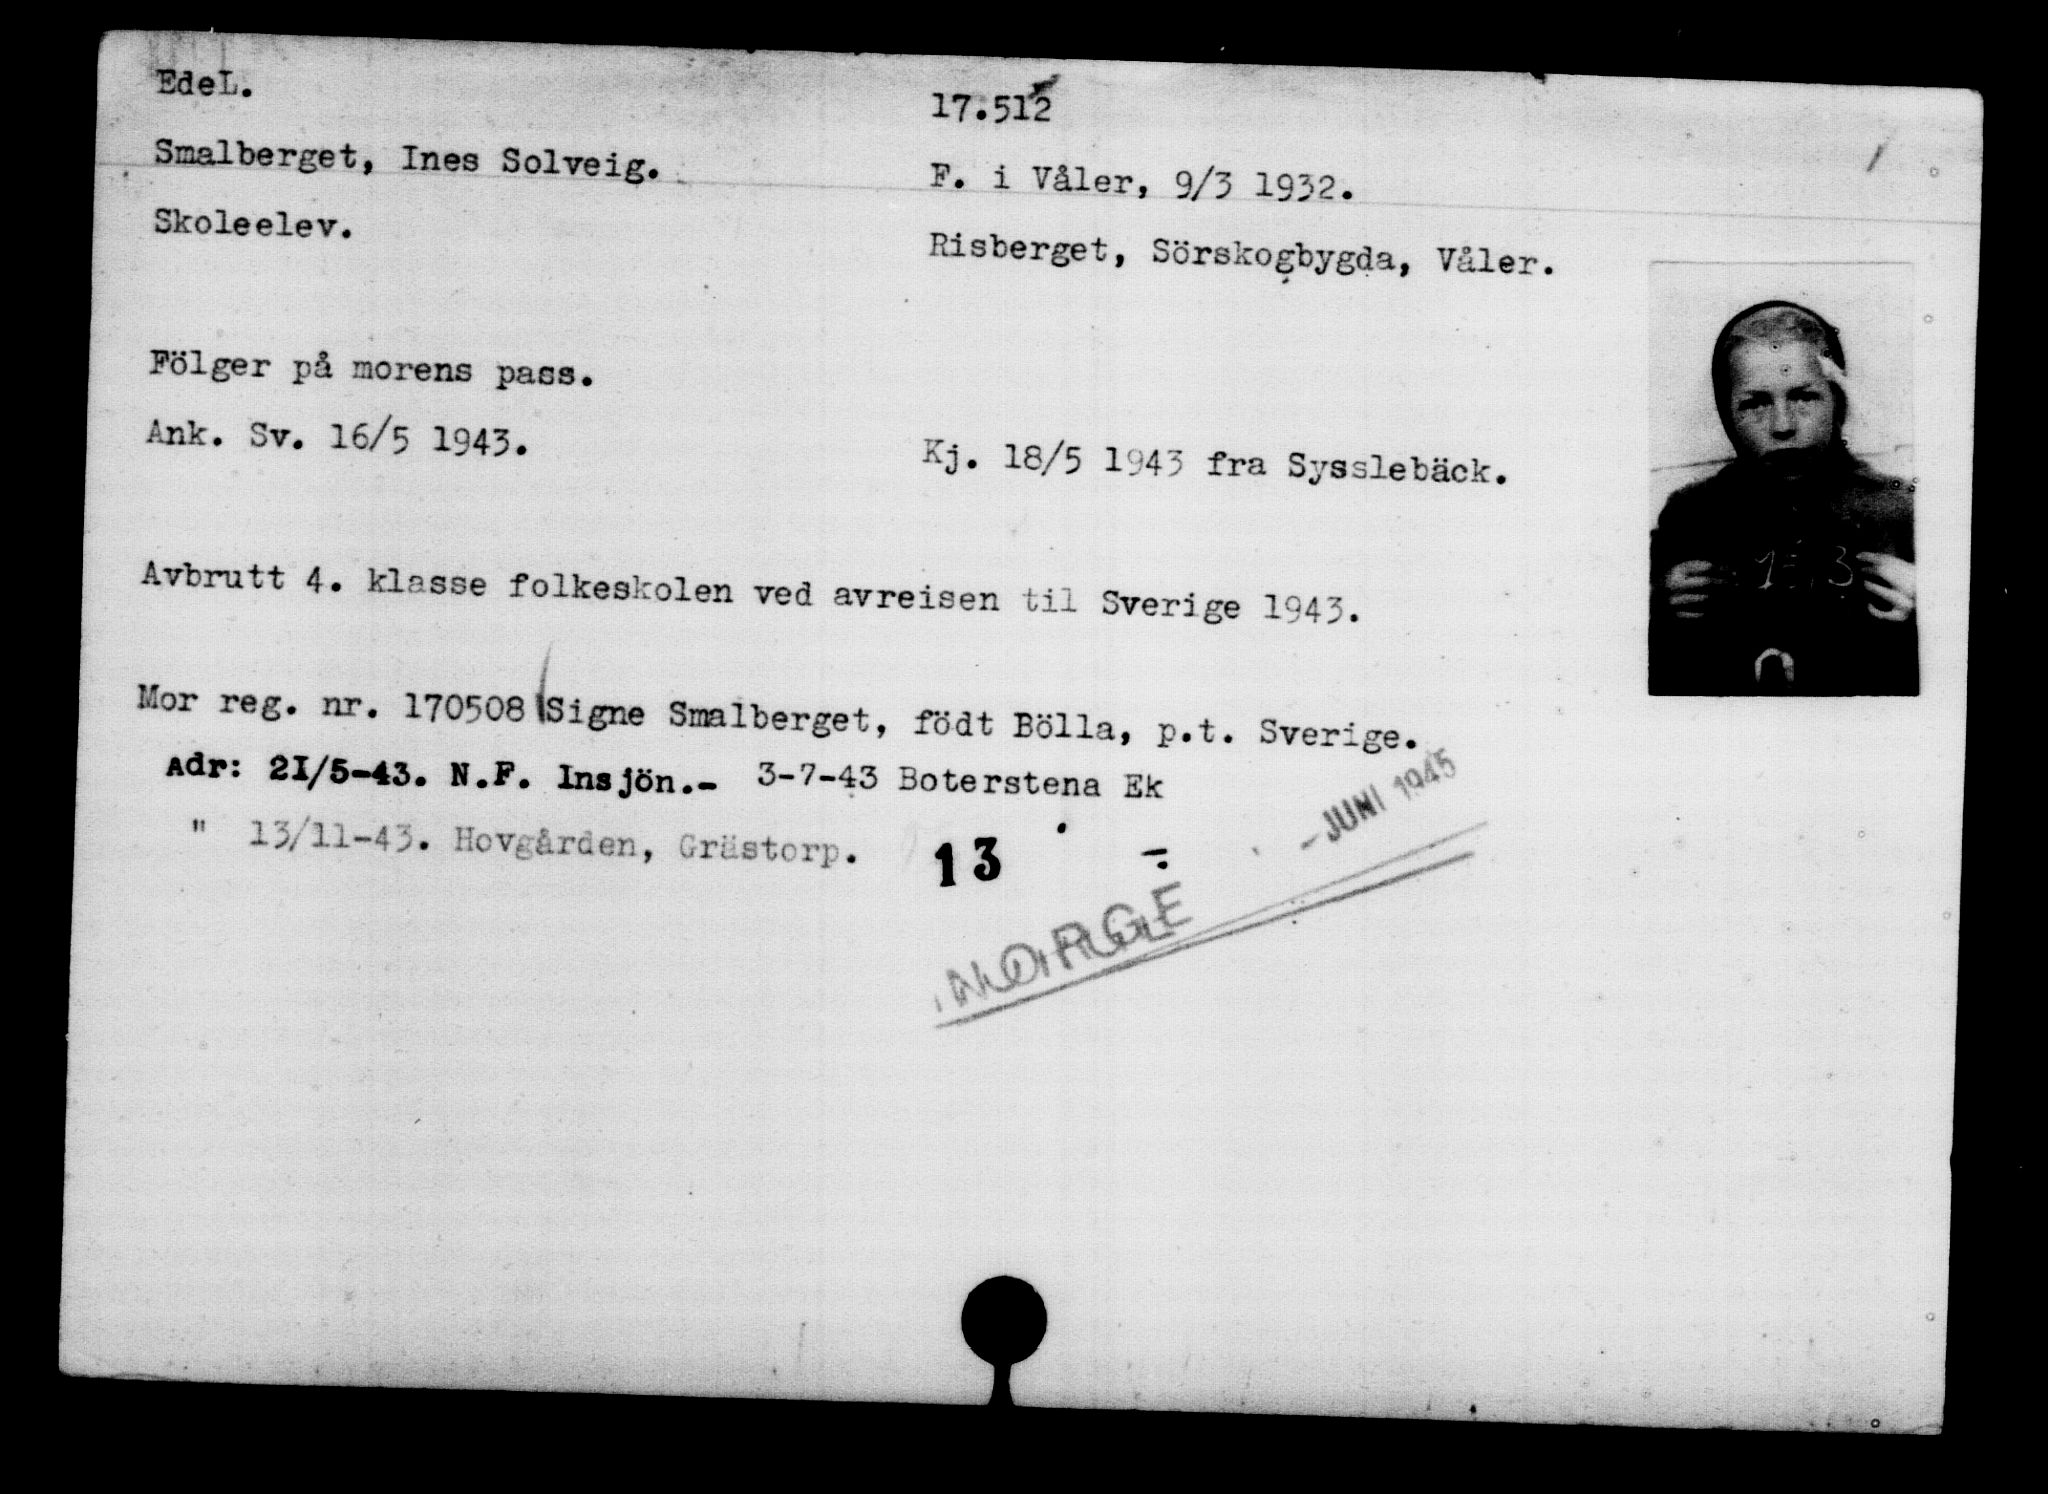 EdeL.
17.512
Smalberget, Ines Solveig.
F. i Våler, 9/3 1932.
Skoleelev.
Risberget, Sörskogbygda, Våler.
Fölger på morens pass.
Ank. Sv. 16/5 1943.
Kj. 18/5 1943 fra Sysslebäck.
Avbrutt 4. klasse folkeskolen ved avreisen til Sverige 1943.
Mor reg. nr. 170508 Signe Smalberget, födt Bölla, p.t. Sverige.
Adr: 21/5-43. N.F. Insjön.- 3-7-43 Boterstena Ek
" 13/11-43. Hovgården, Grästorp.
13
-JUNI 1945
NORGE